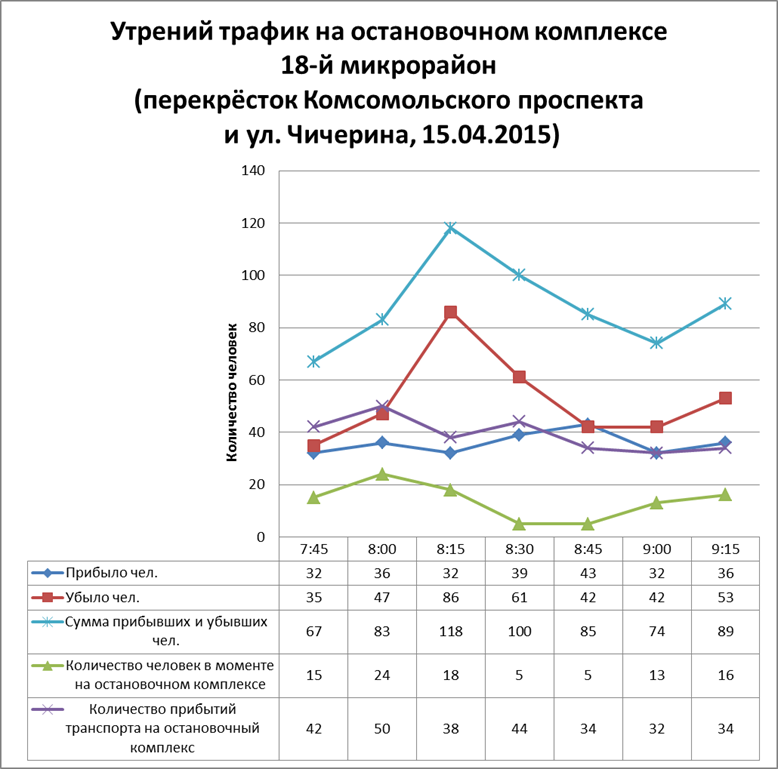 Утрений трафик на остановочном комплексе
18-й микрорайон
(перекрёсток Комсомольского проспекта
и ул. Чичерина, 15.04.2015)
Количество человек
140
120
100
80
60
40
20
0
7:45 8:00 8:15 8:30 8:45 9:00 9:15
Прибыло чел. 32 36 32 39 43 32 36
Убыло чел. 35 47 86 61 42 42 53
Сумма прибывших и убывших
чел. 67 83 118 100 85 74 89
Количество человек в моменте
на остановочном комплексе 15 24 18 5 5 13 16
Количество прибытий
транспорта на остановочный
комплекс 42 50 38 44 34 32 34